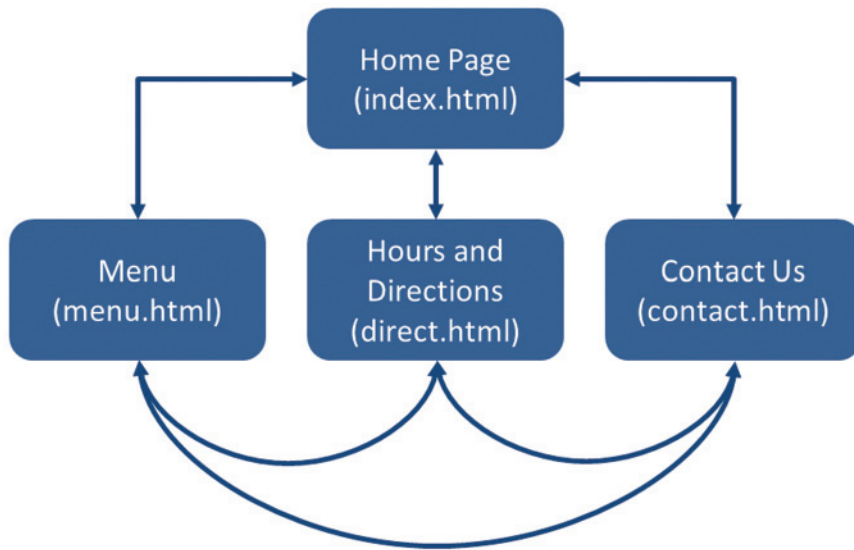 Home Page
(index.html)
Menu
(menu.html)
Hours and
Directions
(direct.html)
Contact Us
(contact.html)